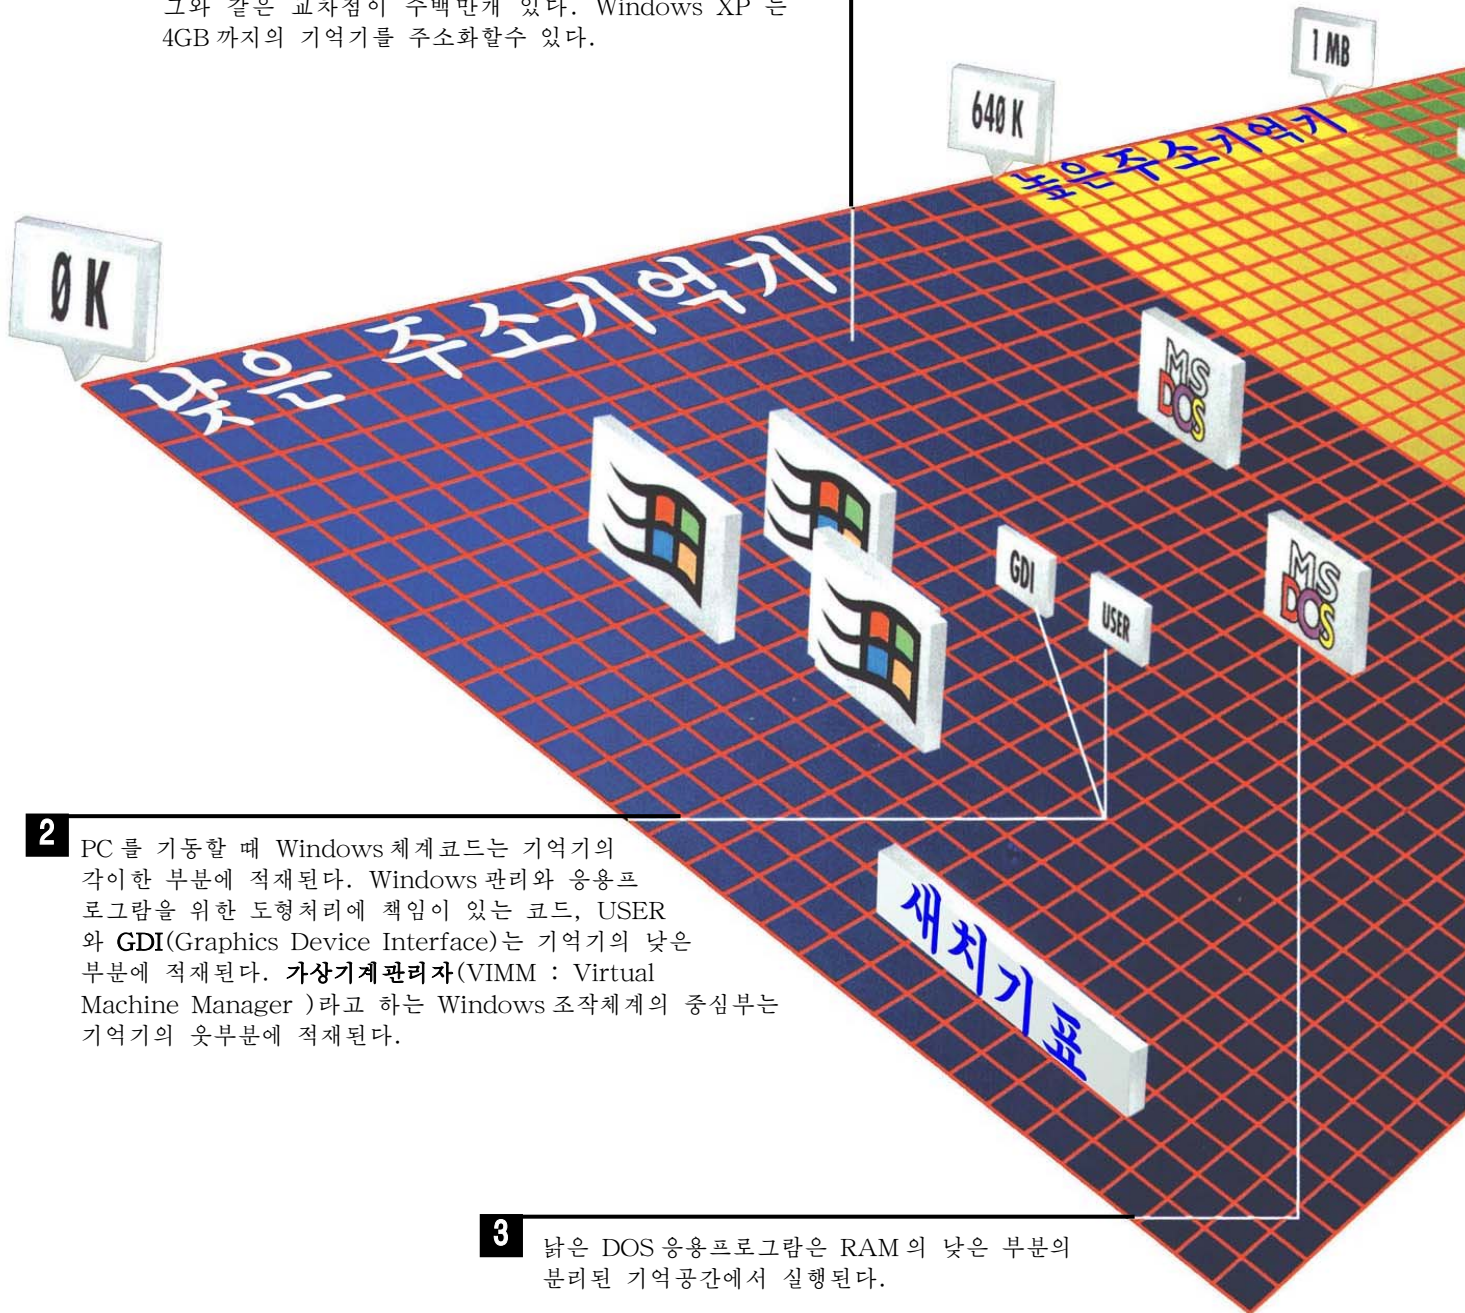 그와 같은 교차점이 수백만개 있다. Windows XP 는
4GB까지의 기억기를 주소화할수 있다.
1 MB
640 K
높은주소기억기
0 K
낮은 주소기억기
MS
DOS
GDI
USER
MS
DOS
2
PC 를 기동할 때 Windows 체계코드는 기억기의
각이한 부분에 적재된다. Windows 관리와 응용프
로그람을 위한 도형처리에 책임이 있는 코드, USER
와 GDI(Graphics Device Interface)는 기억기의 낮은
부분에 적재된다. 가상기계관리자(VIMM : Virtual
Machine Manager )라고 하는 Windows 조작체계의 중심부는
기억기의 웃부분에 적재된다.
새치기표
3
낡은 DOS 응용프로그람은 RAM 의 낮은 부분의
분리된 기억공간에서 실행된다.